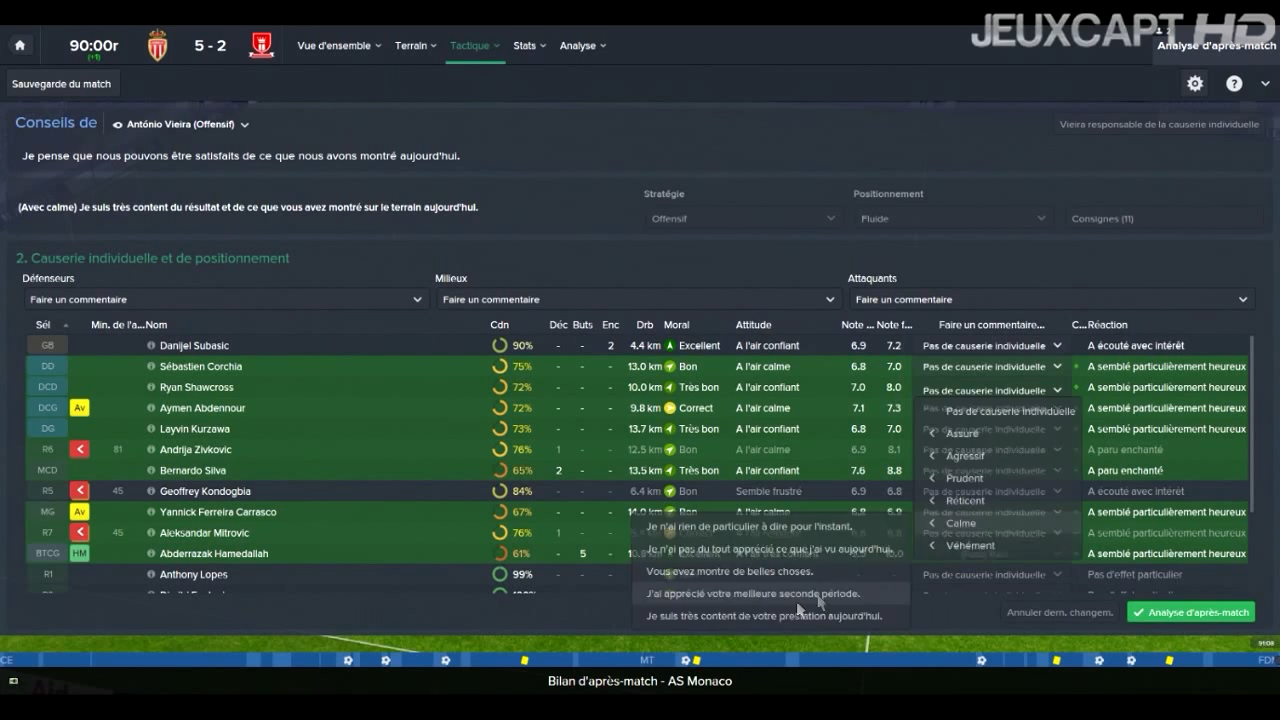 JEUXCAPT HD
90:00r
(+1)
5 - 2
Vue d'ensemble
Terrain
Tactique
Stats
Analyse
Analyse d'après-match
Sauvegarde du match
?
Conseils de
António Vieira (Offensif)
Vieira responsable de la causerie individuelle
Je pense que nous pouvons être satisfaits de ce que nous avons montré aujourd'hui.
Stratégie
Positionnement
(Avec calme) Je suis très content du résultat et de ce que vous avez montré sur le terrain aujourd'hui.
Offensif
Fluide
Consignes (11)
2. Causerie individuelle et de positionnement
Défenseurs
Milieux
Attaquants
Faire un commentaire
Faire un commentaire
Faire un commentaire
Sél Min. de l'a... Nom Cdn Déc Buts Enc Drb Moral Attitude Note ... Note f... Faire un commentaire... C... Réaction
GB Danijel Subasic 90% - - 2 4.4 km Excellent A l'air confiant 6.9 7.2 Pas de causerie individuelle A écouté avec intérêt
DD Sébastien Corchia 75% - - - 13.0 km Bon A l'air calme 6.8 7.0 Pas de causerie individuelle A semblé particulièrement heureux
DCD Ryan Shawcross 72% - - - 10.0 km Très bon A l'air confiant 7.0 8.0 Pas de causerie individuelle A semblé particulièrement heureux
DCG Av Aymen Abdennour 72% - - - 9.8 km Correct A l'air calme 7.1 7.3 A semblé particulièrement heureux
Pas de causerie individuelle
DG Layvin Kurzawa 73% - - - 13.7 km Très bon A l'air confiant 6.8 7.0 A semblé particulièrement heureux
Assuré
R6 81 Andrija Zivkovic 76% 1 - - 12.5 km Bon A l'air calme 6.9 8.1 A paru enchanté
Agressif
MCD Bernardo Silva 65% 2 - - 13.5 km Très bon A l'air confiant 7.6 8.8 A paru enchanté
Prudent
R5 45 Geoffrey Kondogbia 84% - - - 6.4 km Bon Semble frustré 6.9 6.8 A écouté avec intérêt
Réticent
MG Av Yannick Ferreira Carrasco 67% - - - 14.0 km Bon A l'air calme 6.8 6.9 A semblé particulièrement heureux
Calme
Je n'ai rien de particulier à dire pour l'instant.
R7 45 Aleksandar Mitrovic 76% 1 - A semblé particulièrement heureux
Véhément
Je n'ai pas du tout apprécié ce que j'ai vu aujourd'hui.
BTCG HM Abderrazak Hamedallah 61% - 5 - A semblé particulièrement heureux
Vous avez montré de belles choses.
R1 Anthony Lopes 99% - - - Pas de causerie individuelle Pas d'effet particulier
J'ai apprécié votre meilleure seconde période.
Je suis très content de votre prestation aujourd'hui.
Annuler dern. changem.
Analyse d'après-match
91:08
CE
MT
Bilan d'après-match - AS Monaco